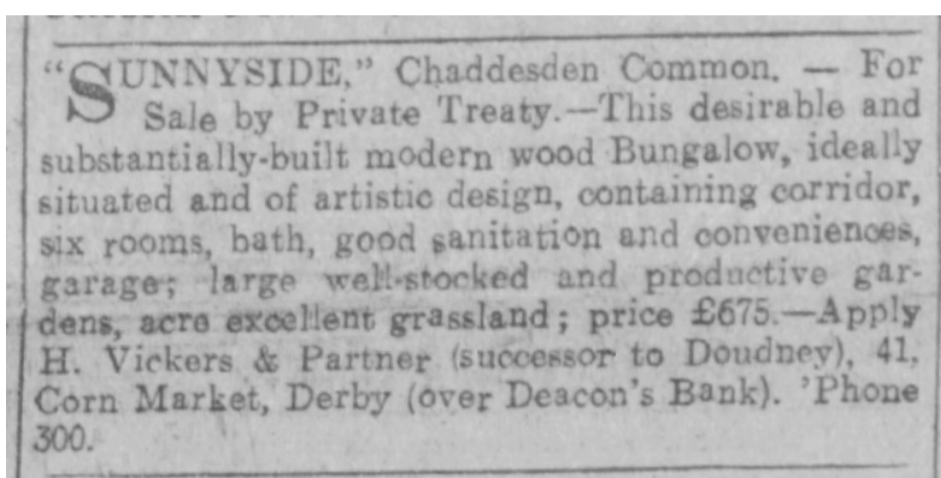 "SUNNYSIDE," Chaddesden Common. — For
Sale by Private Treaty.—This desirable and
substantially-built modern wood Bungalow, ideally
situated and of artistic design, containing corridor,
six rooms, bath, good sanitation and conveniences,
garage; large well-stocked and productive gar-
dens, acre excellent grassland; price £675.—Apply
H. Vickers & Partner (successor to Doudney), 41,
Corn Market, Derby (over Deacon's Bank). 'Phone
300.